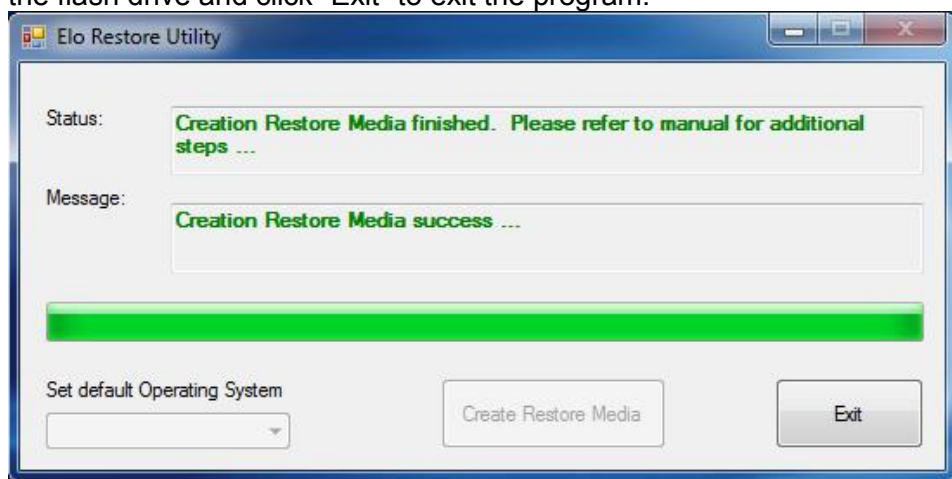 the flash drive and click "Exit" to exit the program.
Elo Restore Utility
Status:
Creation Restore Media finished.  Please refer to manual for additional
steps ...
Message:
Creation Restore Media success ...
Set default Operating System
Create Restore Media
Exit